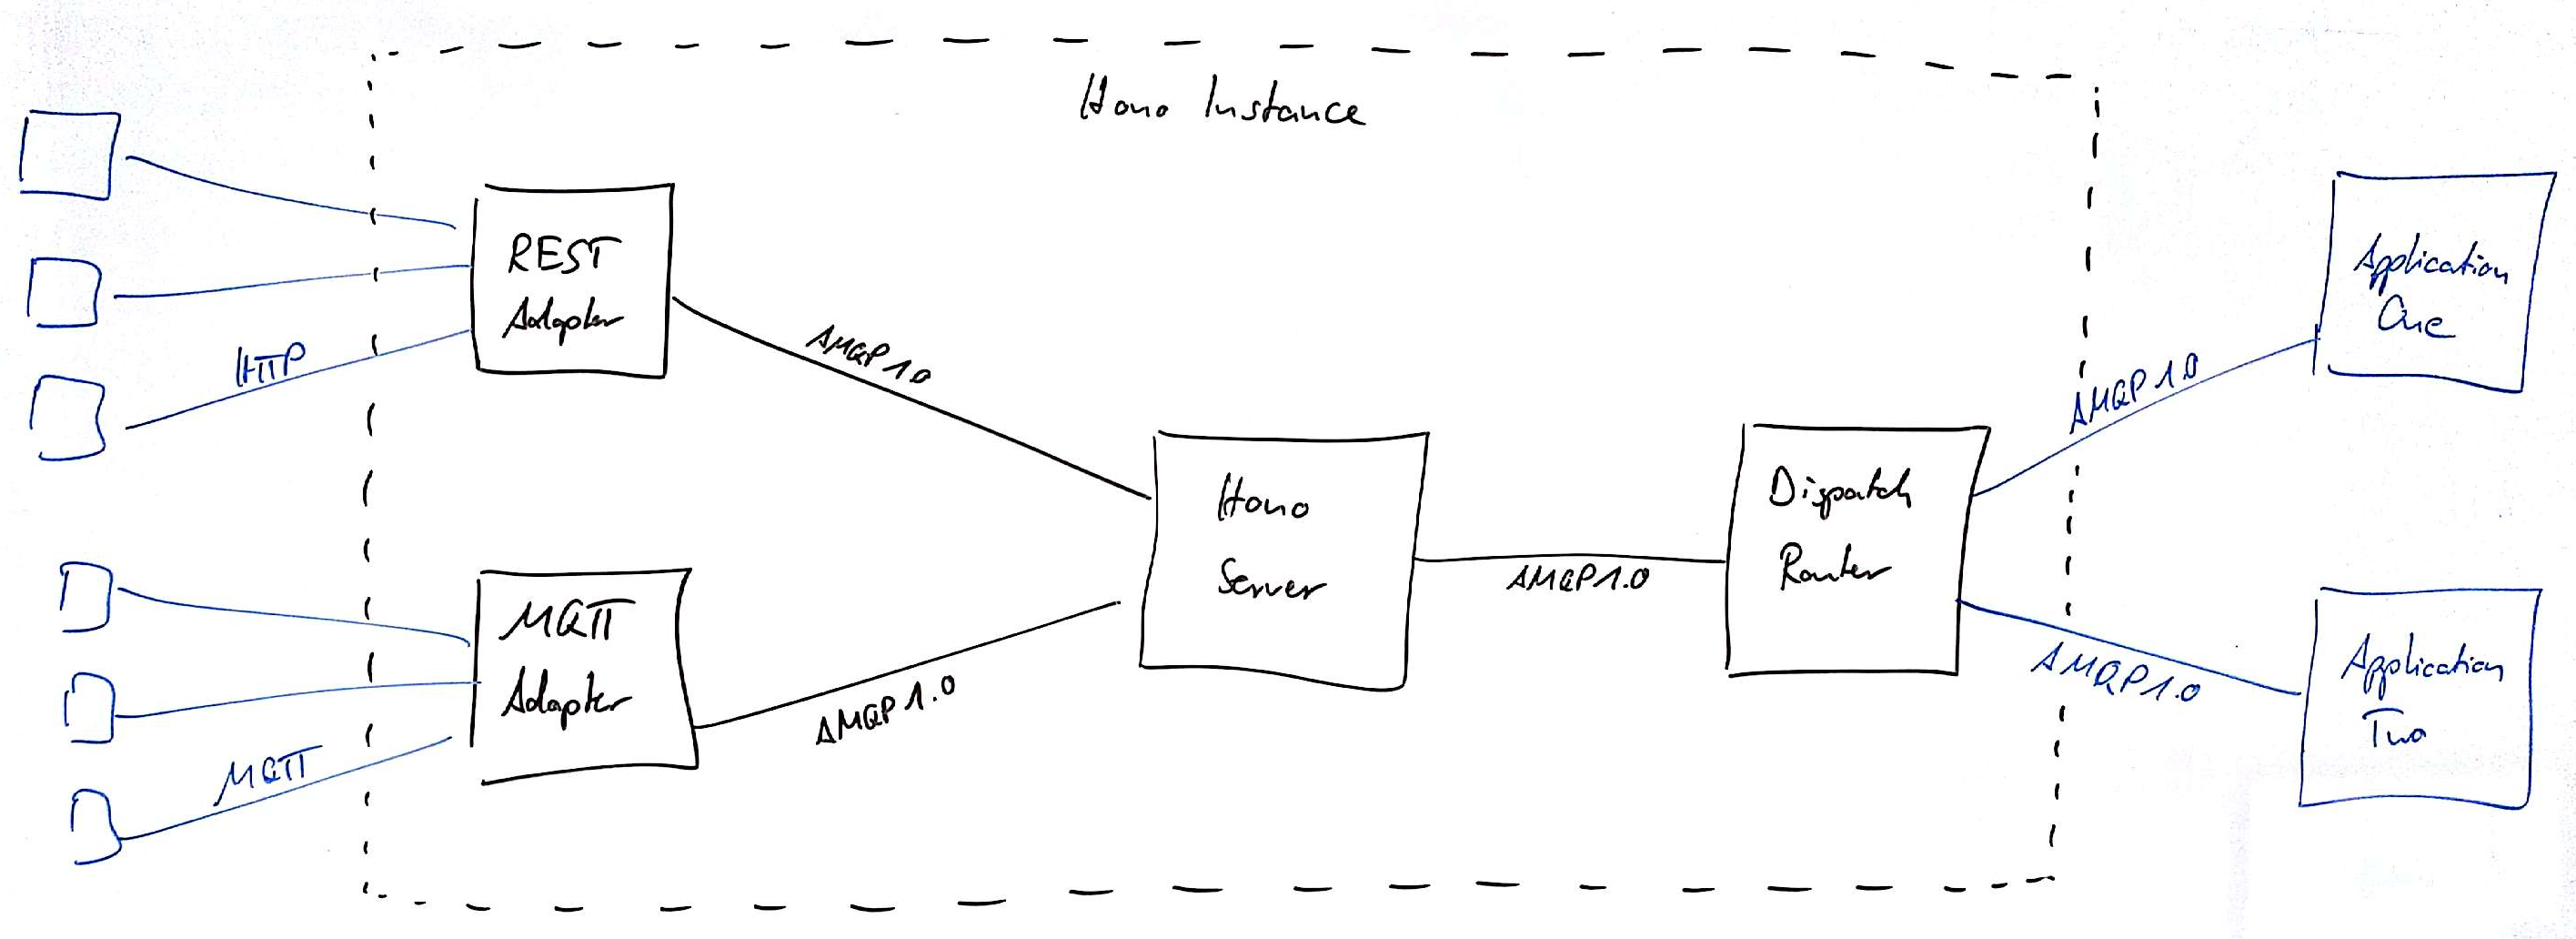 Hono Instance
REST
Adapter
HTTP
AMQP 1.0
Application
One
AMQP 1.0
Hono
Server
AMQP 1.0
Dispatch
Router
MQTT
Adapter
MQTT
AMQP 1.0
AMQP 1.0
Application
Two